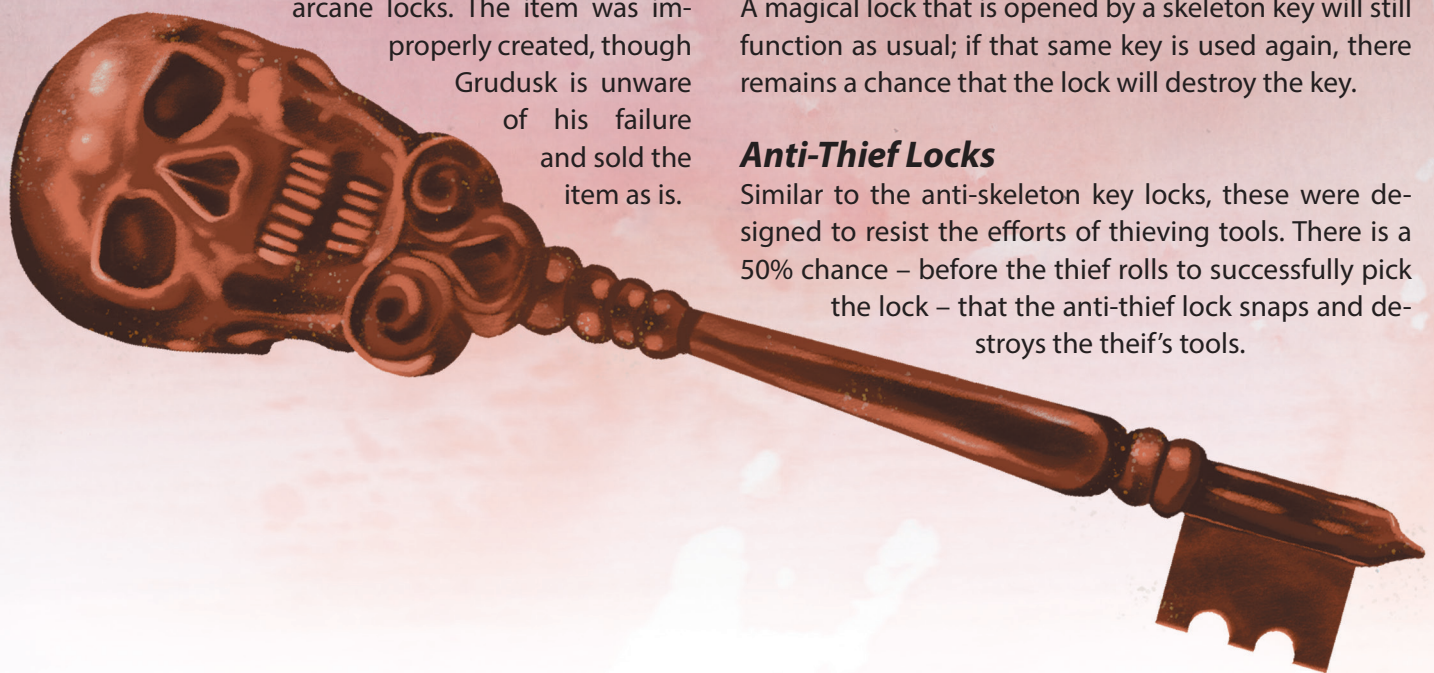 arcane locks. The item was im-
properly created, though
Grudusk is unware
of his failure
and sold the
item as is.
A magical lock that is opened by a skeleton key will still
function as usual; if that same key is used again, there
remains a chance that the lock will destroy the key.
Anti-Thief Locks
Similar to the anti-skeleton key locks, these were de-
signed to resist the efforts of thieving tools. There is a
50% chance – before the thief rolls to successfully pick
the lock – that the anti-thief lock snaps and de-
stroys the theif's tools.